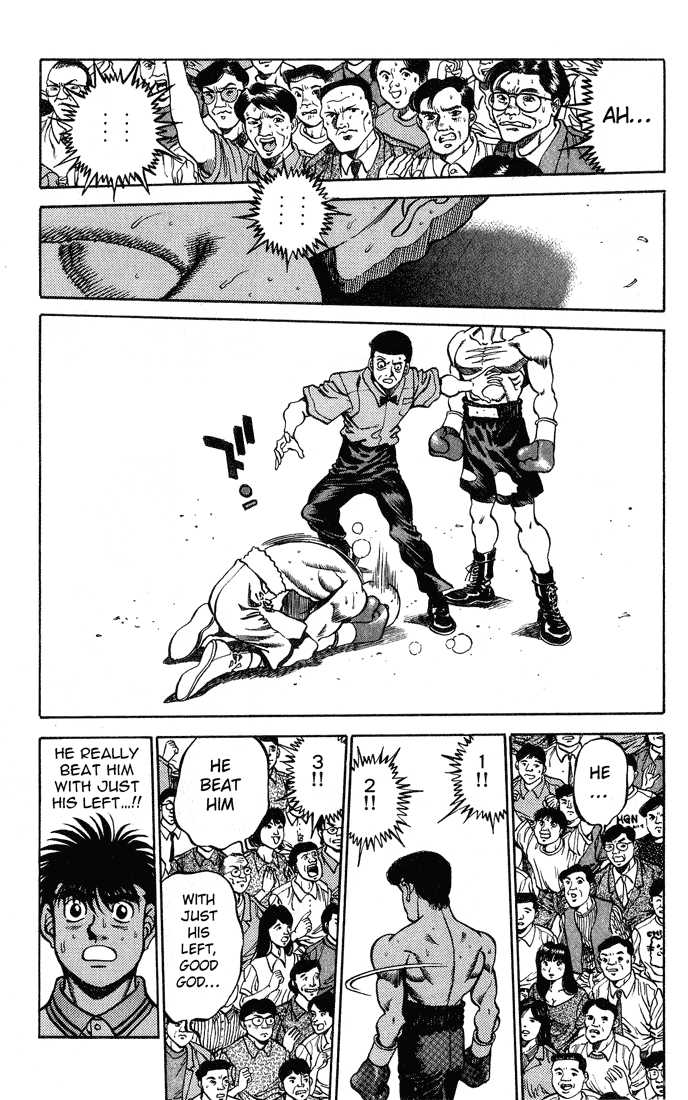 AH...
......
......
HE
...
1
!!
2
!!
3
!!
HE
BEAT
HIM
WITH
JUST
HIS
LEFT,
GOOD
GOD...
HE REALLY
BEAT HIM
WITH JUST
HIS LEFT...!!